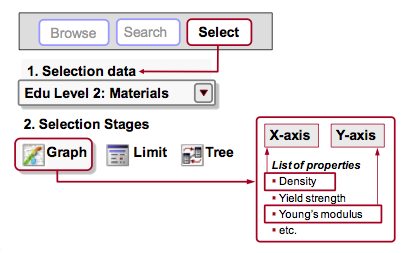 Browse Search Select
1. Selection data
Edu Level 2: Materials
2. Selection Stages
Graph Limit Tree
X-axis Y-axis
List of properties
▪ Density
▪ Yield strength
▪ Young's modulus
▪ etc.